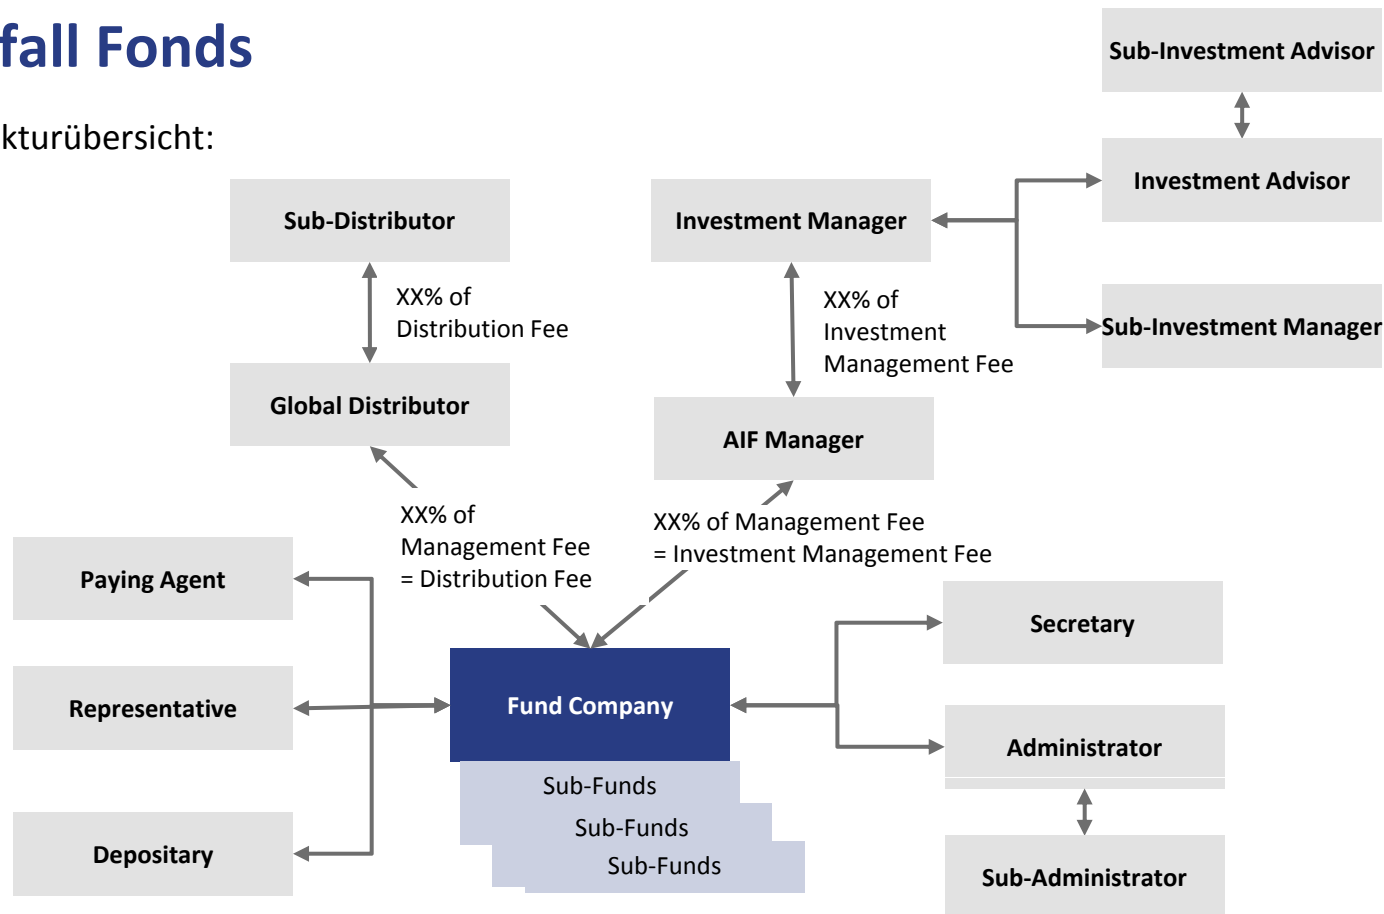 fall Fonds
kturübersicht:
Sub-Investment Advisor
Investment Advisor
Sub-Distributor
Investment Manager
XX% of
Distribution Fee
XX% of
Investment
Management Fee
Sub-Investment Manager
Global Distributor
AIF Manager
XX% of
Management Fee
= Distribution Fee
XX% of Management Fee
= Investment Management Fee
Paying Agent
Secretary
Representative
Fund Company
Administrator
Sub-Funds
Sub-Funds
Sub-Funds
Depositary
Sub-Administrator